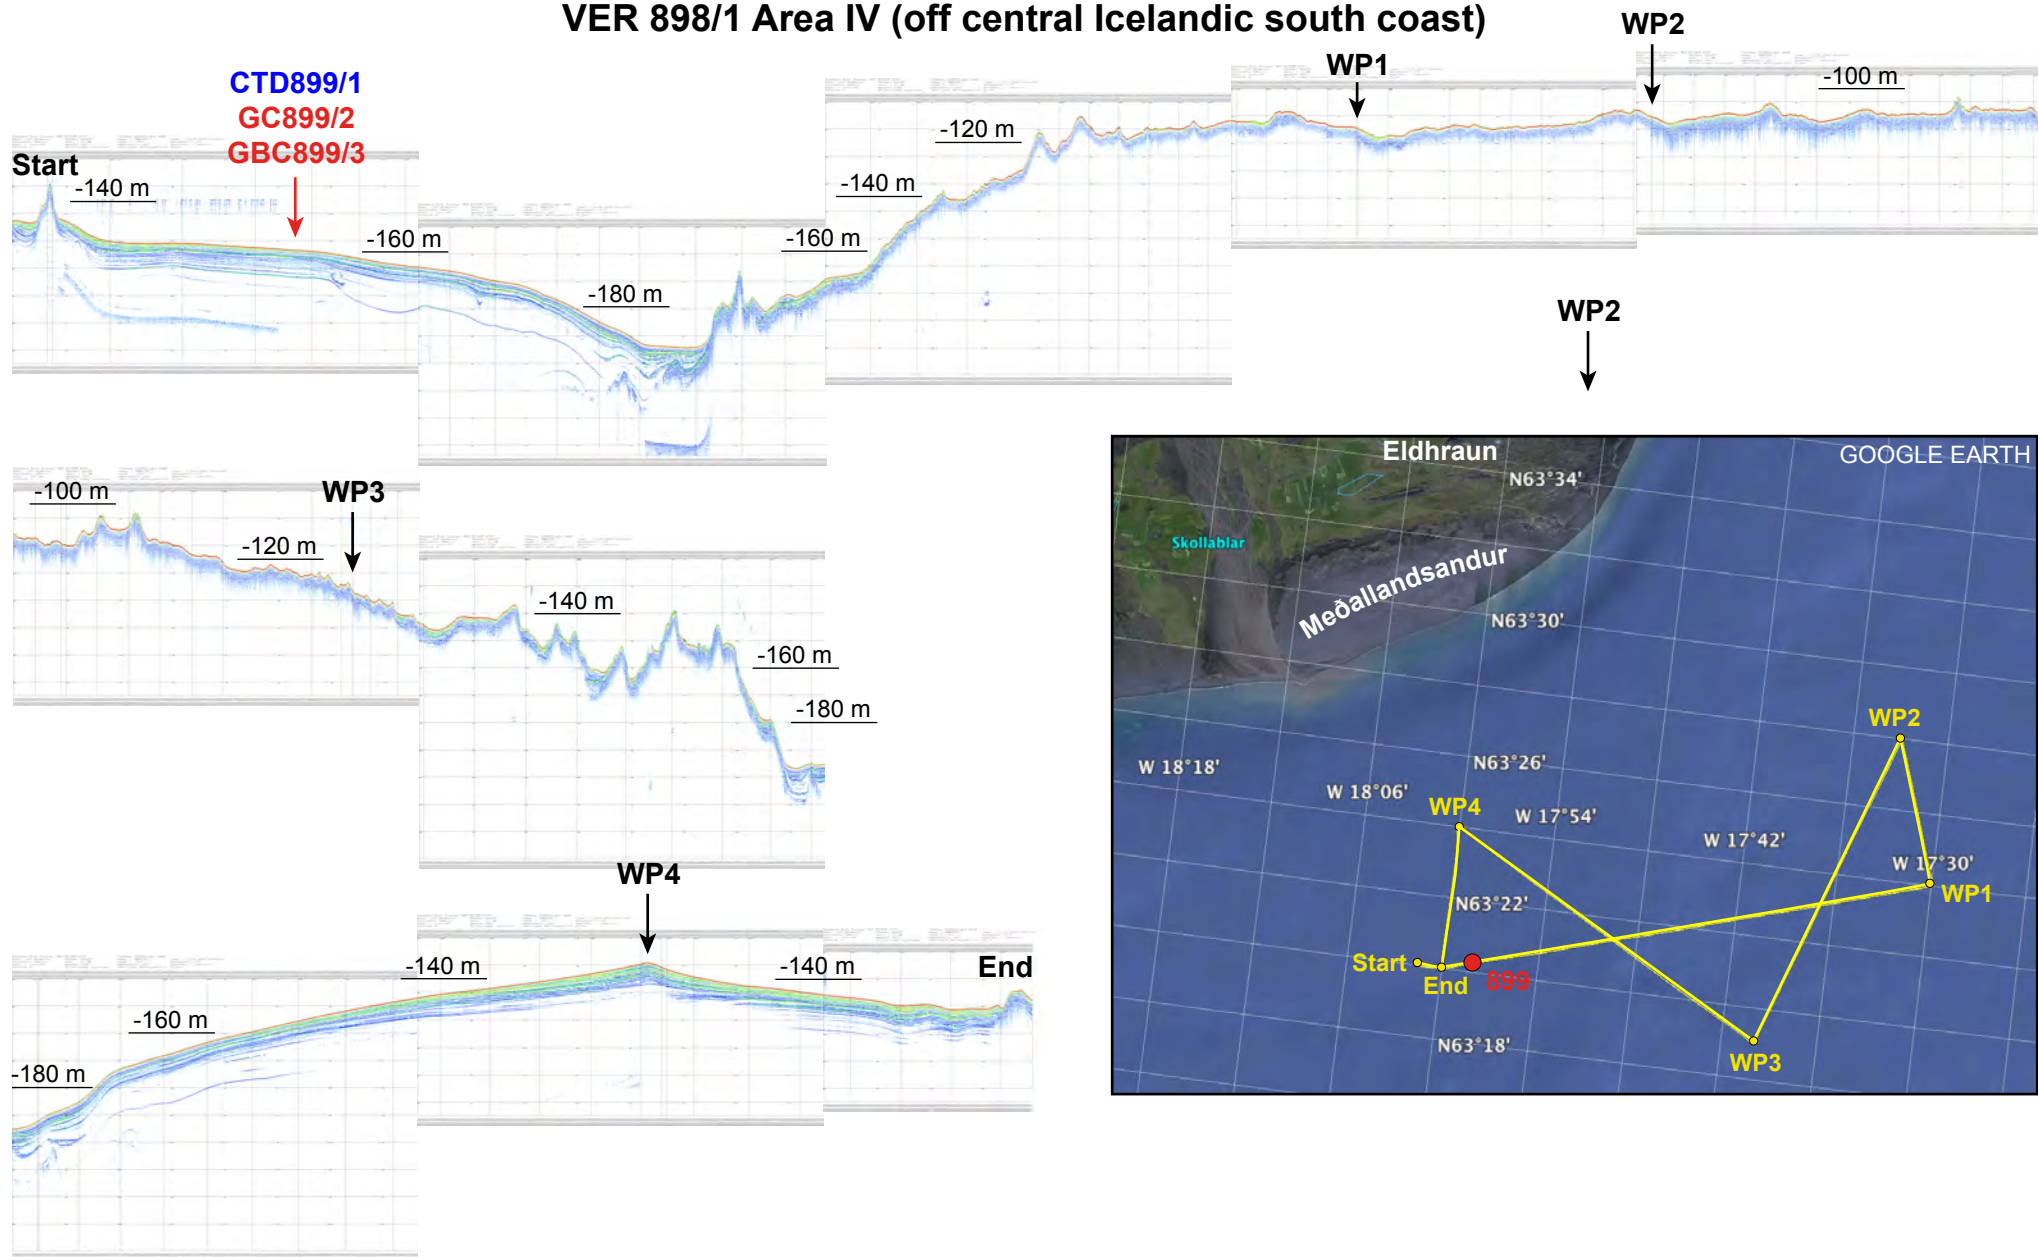 VER 898/1 Area IV (off central Icelandic south coast)
WP2
WP1
CTD899/1
GC899/2
GBC899/3
Start
-140 m
-160 m
-180 m
-160 m
-140 m
-120 m
-100 m
WP2
-100 m
WP3
-120 m
-140 m
-160 m
-180 m
WP4
-140 m
-140 m
End
-160 m
-180 m
Eldhraun
GOOGLE EARTH
N63°34'
Skollablar
Meðallandsandur
N63°30'
WP2
W 18°18'
N63°26'
W 18°06'
WP4
W 17°54'
W 17°42'
W 17°30'
WP1
N63°22'
Start
End
899
N63°18'
WP3